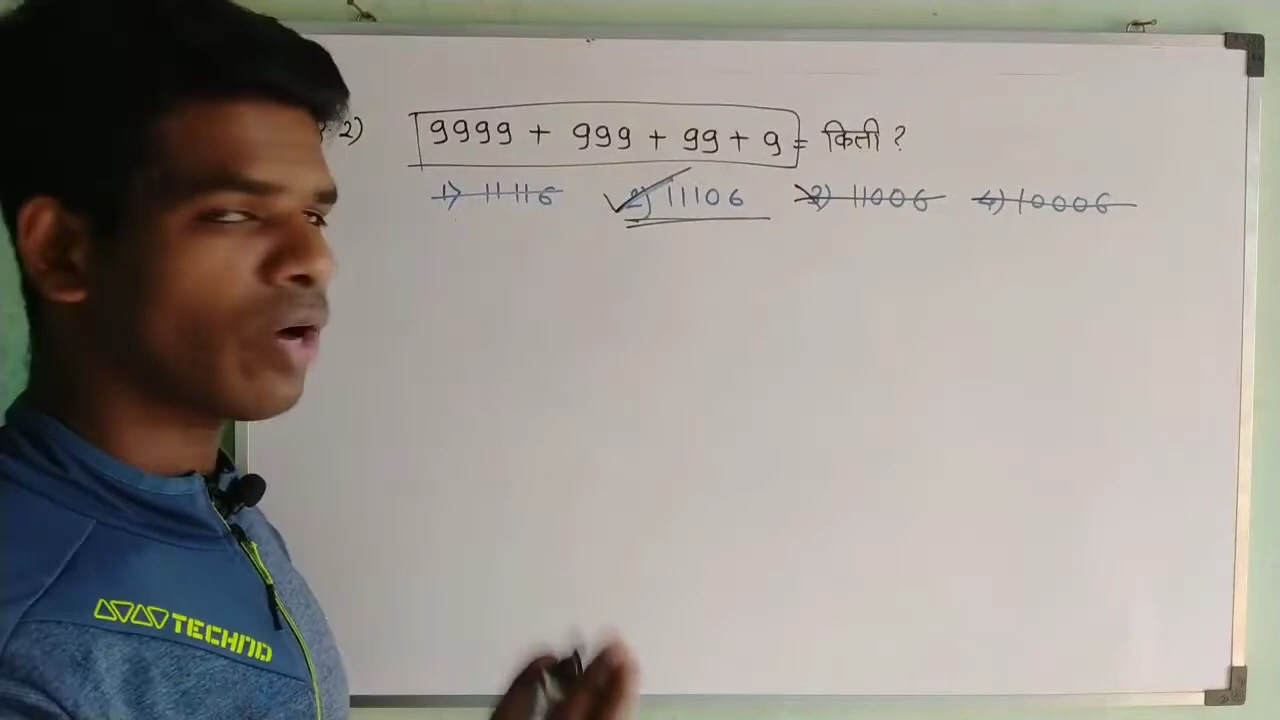 2) 9999 + 999 + 99 + 9 = किती ?
1) 11116 2) 11106 3) 11006 4) 10006
TECHNO